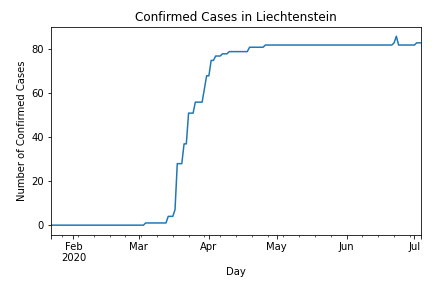 Confirmed Cases in Liechtenstein
Number of Confirmed Cases
80
60
40
20
0
Feb Mar Apr May Jun Jul
2020
Day